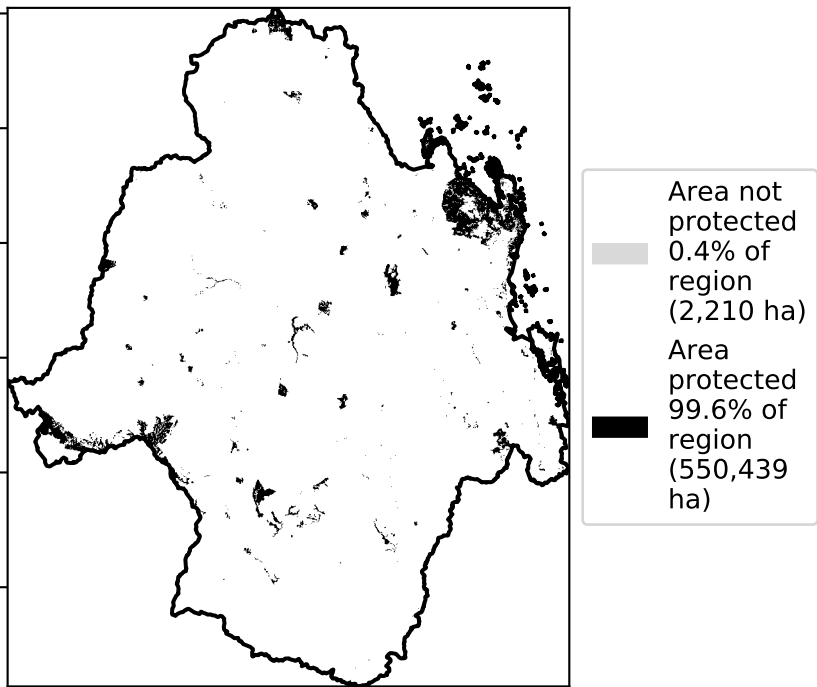 Area not
protected
0.4% of
region
(2,210 ha)
Area
protected
99.6% of
region
(550,439
ha)